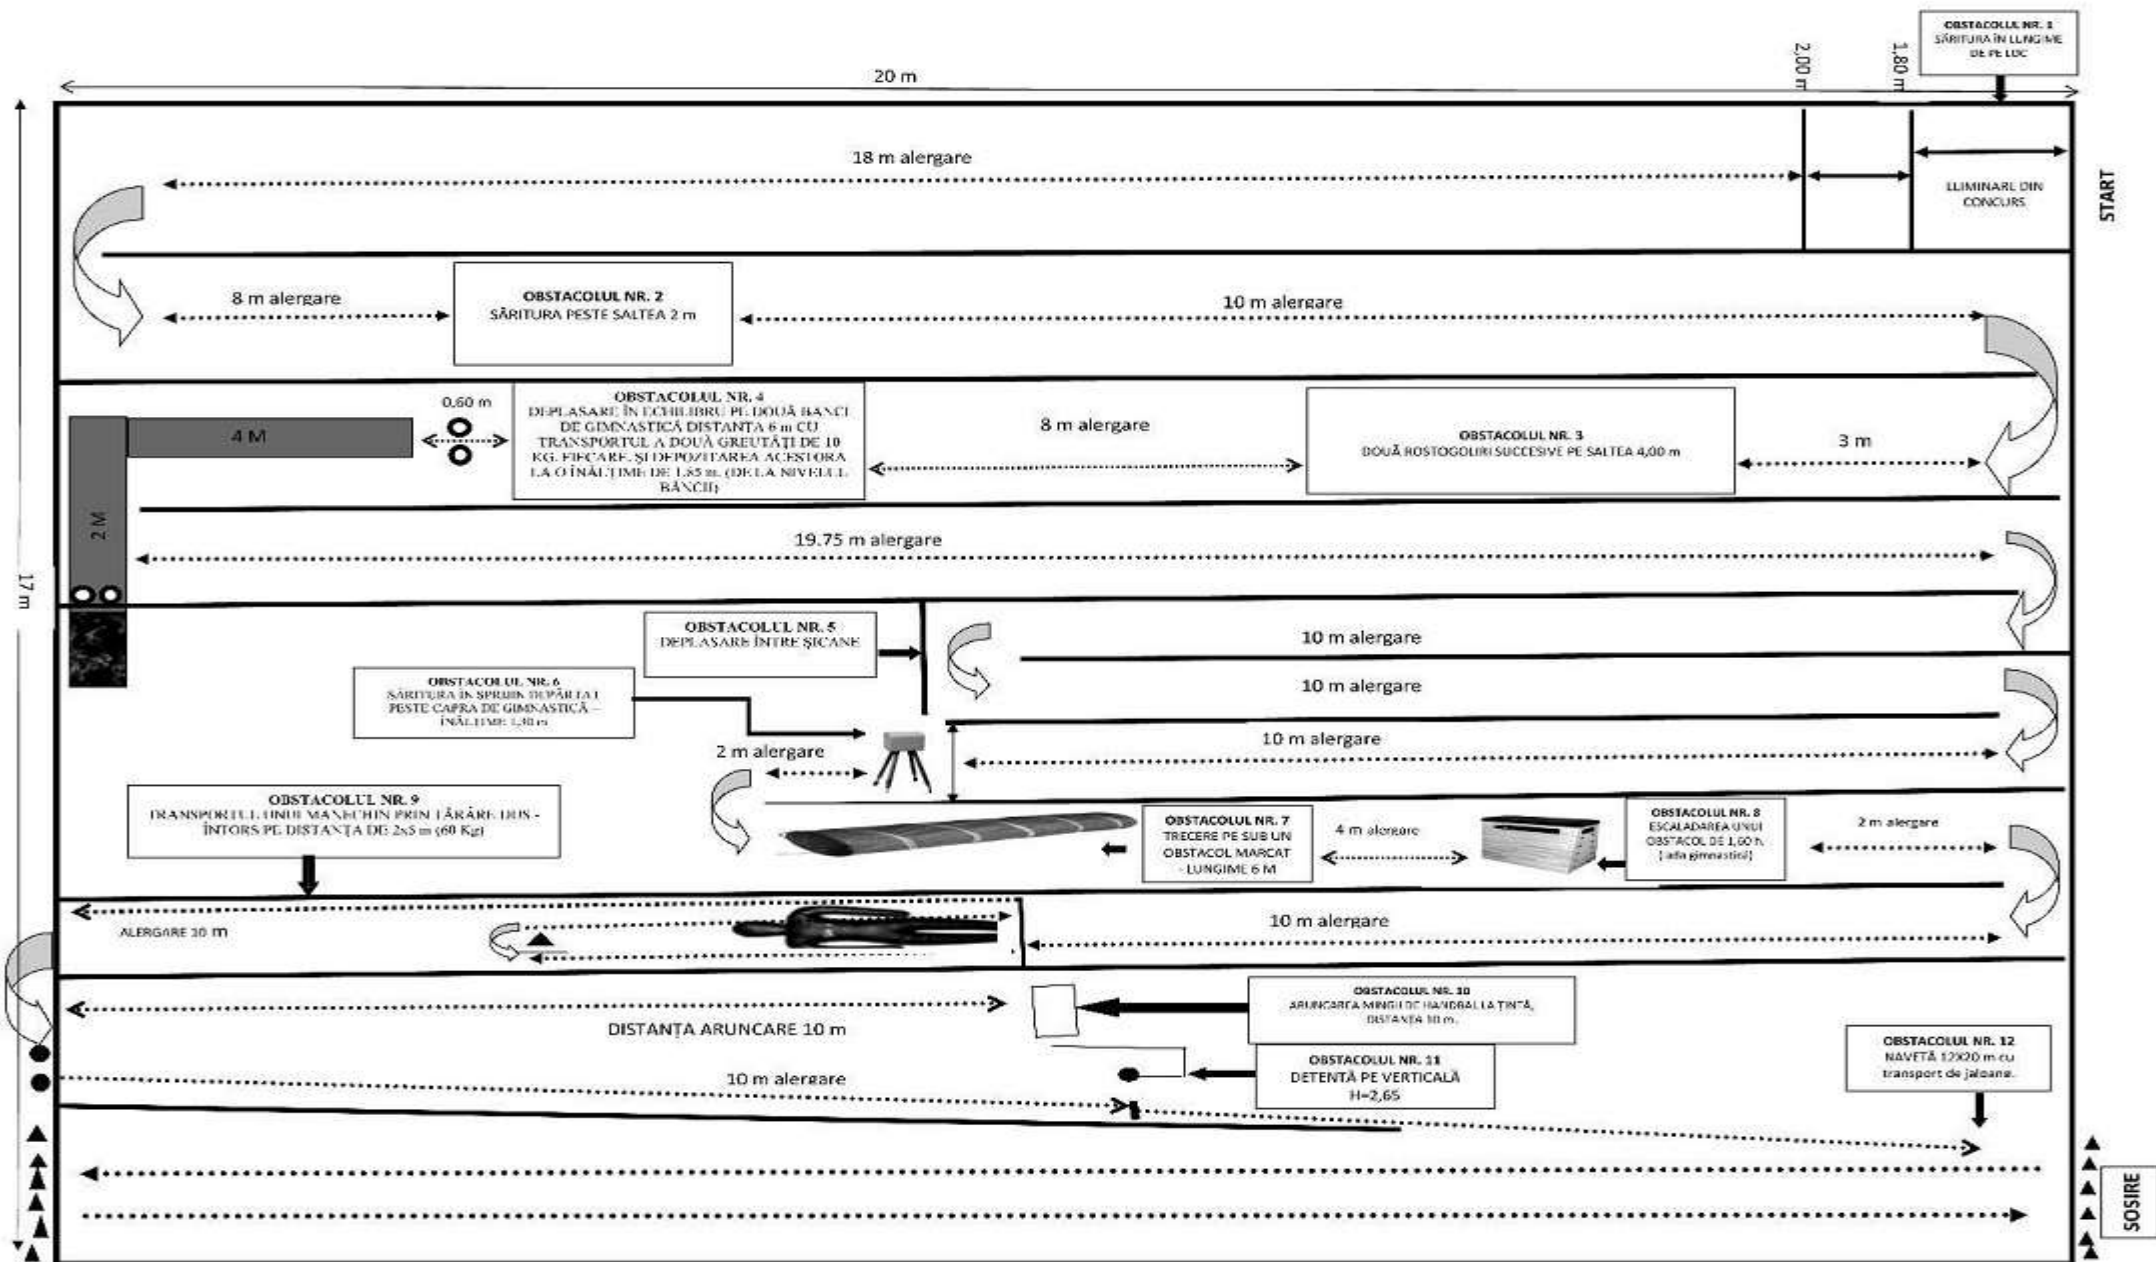 OBSTACOLUL NR. 1
SĂRITURA ÎN LUNGIME
DE PE LOC
20 m
2,00 m
1,80 m
17 m
18 m alergare
ELIMINARE DIN
CONCURS
START
8 m alergare
OBSTACOLUL NR. 2
SĂRITURA PESTE SALTEA 2 m
10 m alergare
4 M
0,60 m
OBSTACOLUL NR. 4
DEPLASARE ÎN ECHILIBRU PE DOUĂ BANCI
DE GIMNASTICĂ DISTANȚA 6 m CU
TRANSPORTUL A DOUĂ GREUTĂȚI DE 10
KG. FIECARE. ȘI DEPOZITAREA ACESTORA
LA O ÎNĂLȚIME DE 1.85 m. (DE LA NIVELUL
BĂNCII)
8 m alergare
OBSTACOLUL NR. 3
DOUĂ ROSTOGOLIRI SUCCESIVE PE SALTEA 4,00 m
3 m
2 M
19.75 m alergare
OBSTACOLUL NR. 5
DEPLASARE ÎNTRE ȘICANE
10 m alergare
10 m alergare
OBSTACOLUL NR. 6
SĂRITURA ÎN SPRIJIN DEPĂRTAT
PESTE CAPRA DE GIMNASTICĂ –
ÎNĂLȚIME 1,30 m
2 m alergare
10 m alergare
OBSTACOLUL NR. 9
TRANSPORTUL UNUI MANECHIN PRIN TÂRÂRE DUS -
ÎNTORS PE DISTANȚA DE 2x5 m (60 Kg)
OBSTACOLUL NR. 7
TRECERE PE SUB UN
OBSTACOL MARCAT
- LUNGIME 6 M
4 m alergare
OBSTACOLUL NR. 8
ESCALADAREA UNUI
OBSTACOL DE 1,60 h.
( lada gimnastică)
2 m alergare
ALERGARE 10 m
10 m alergare
DISTANȚA ARUNCARE 10 m
OBSTACOLUL NR. 10
ARUNCAREA MINGII DE HANDBAL LA ȚINTĂ,
DISTANȚA 10 m.
10 m alergare
OBSTACOLUL NR. 11
DETENTĂ PE VERTICALĂ
H=2,65
OBSTACOLUL NR. 12
NAVETĂ 12X20 m cu
transport de jaloane.
SOSIRE